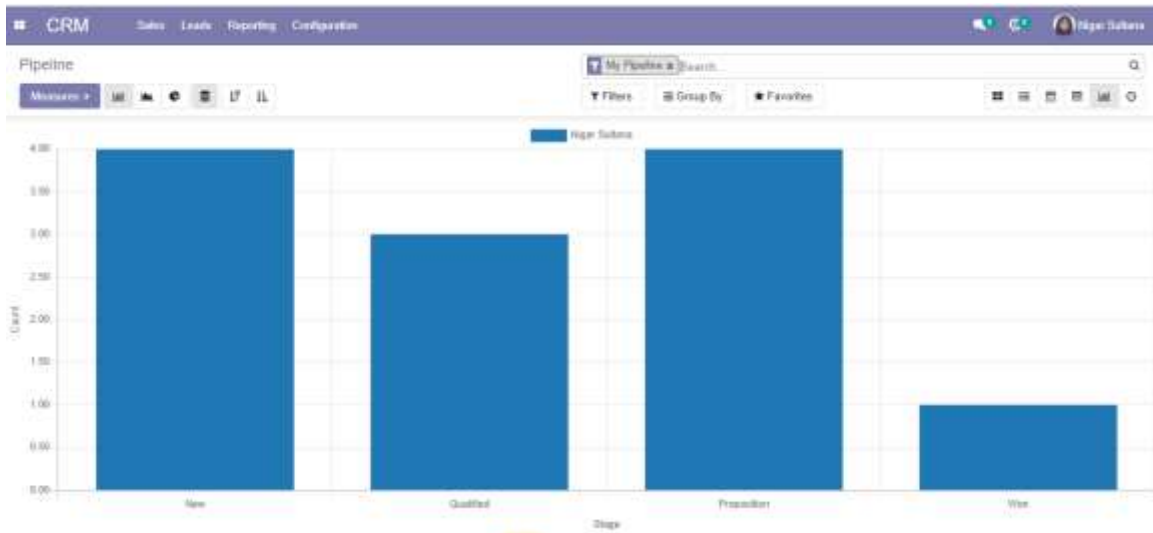 CRM Sales Leads Reporting Configuration Nigar Sultana
Pipeline My Pipeline Search...
Measures Filters Group By Favorites
Nigar Sultana
4.00
3.50
3.00
2.50
2.00
1.50
1.00
0.00
Count
New Qualified Proposition Won
Stage